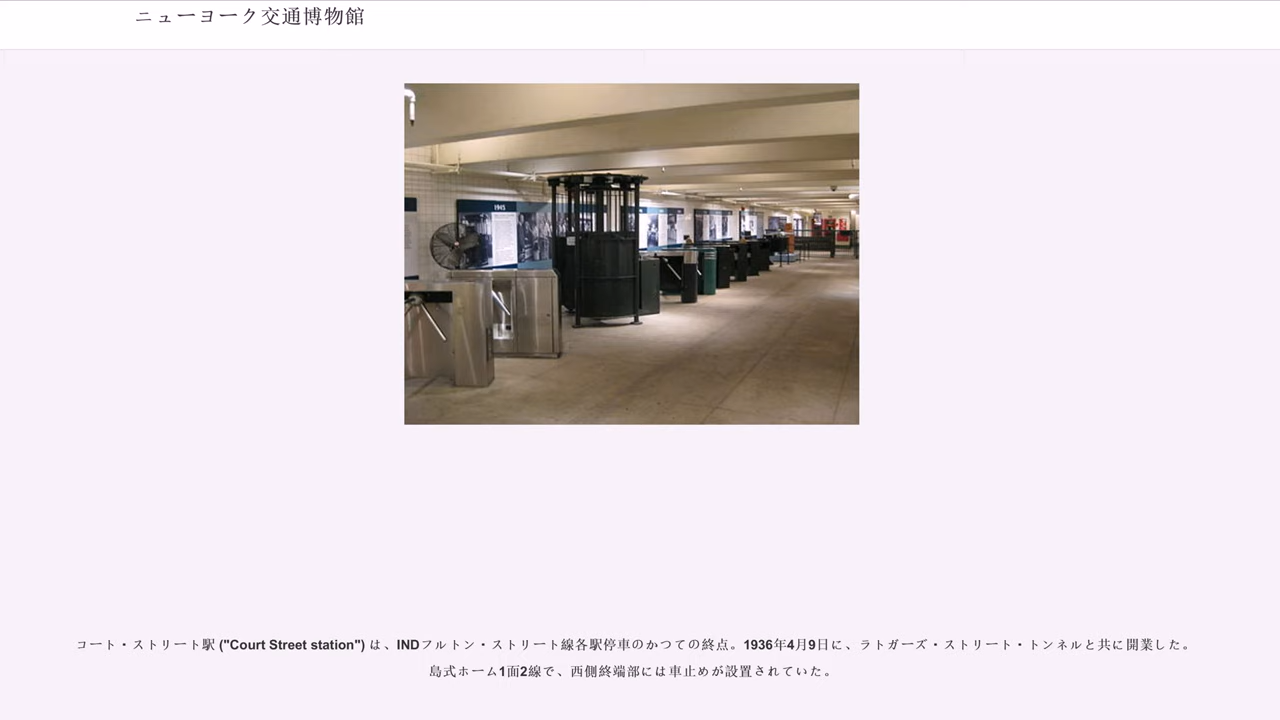 ニューヨーク交通博物館
1945
コート・ストリート駅 ("Court Street station") は、INDフルトン・ストリート線各駅停車のかつての終点。1936年4月9日に、ラトガーズ・ストリート・トンネルと共に開業した。
島式ホーム1面2線で、西側終端部には車止めが設置されていた。